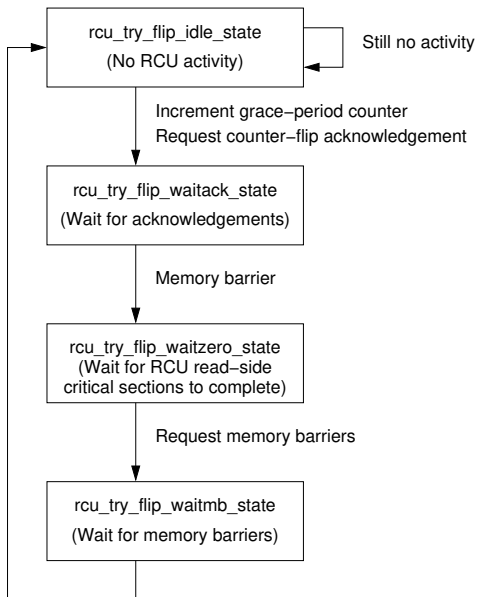 rcu_try_flip_idle_state
(No RCU activity)
Still no activity
Increment grace−period counter
Request counter−flip acknowledgement
rcu_try_flip_waitack_state
(Wait for acknowledgements)
Memory barrier
rcu_try_flip_waitzero_state
(Wait for RCU read−side
critical sections to complete)
Request memory barriers
rcu_try_flip_waitmb_state
(Wait for memory barriers)